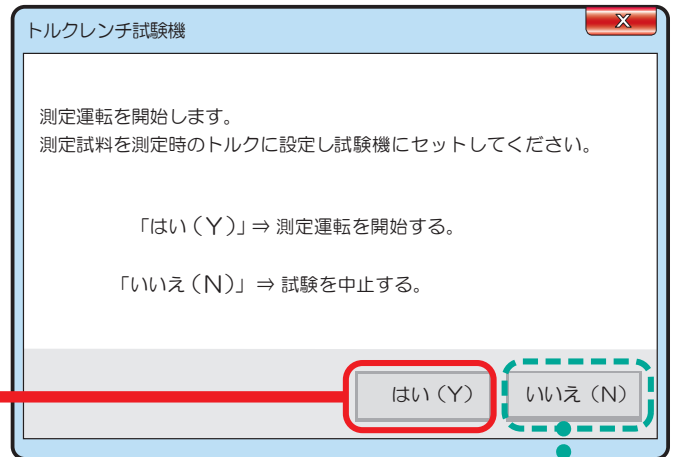 トルクレンチ試験機
X
測定運転を開始します。
測定試料を測定時のトルクに設定し試験機にセットしてください。
「はい（Y）」⇒ 測定運転を開始する。
「いいえ（N）」⇒ 試験を中止する。
はい（Y） いいえ（N）